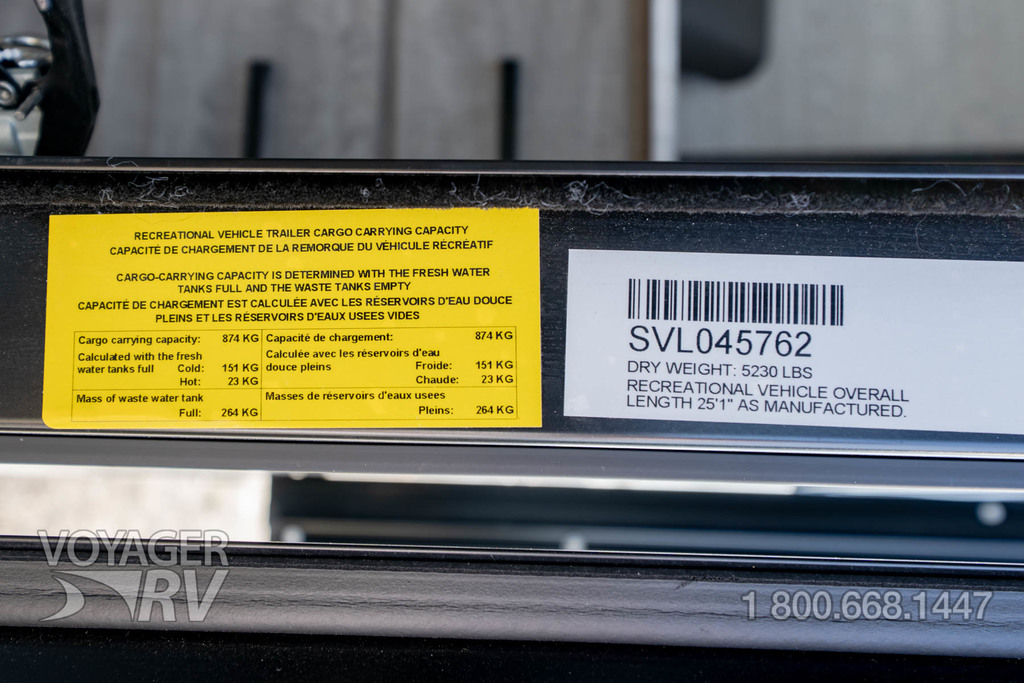 RECREATIONAL VEHICLE TRAILER CARGO CARRYING CAPACITY
CAPACITÉ DE CHARGEMENT DE LA REMORQUE DU VÉHICULE RÉCRÉATIF
CARGO-CARRYING CAPACITY IS DETERMINED WITH THE FRESH WATER
TANKS FULL AND THE WASTE TANKS EMPTY
CAPACITÉ DE CHARGEMENT EST CALCULÉE AVEC LES RÉSERVOIRS D'EAU DOUCE
PLEINS ET LES RÉSERVOIRS D'EAUX USEES VIDES
Cargo carrying capacity: 874 KG
Calculated with the fresh
water tanks full Cold: 151 KG
Hot: 23 KG
Mass of waste water tank
Full: 264 KG
Capacité de chargement: 874 KG
Calculée avec les réservoirs d'eau
douce pleins Froide: 151 KG
Chaude: 23 KG
Masses de réservoirs d'eaux usees
Pleins: 264 KG
SVL045762
DRY WEIGHT: 5230 LBS
RECREATIONAL VEHICLE OVERALL
LENGTH 25'1" AS MANUFACTURED.
VOYAGER
RV
1 800.668.1447